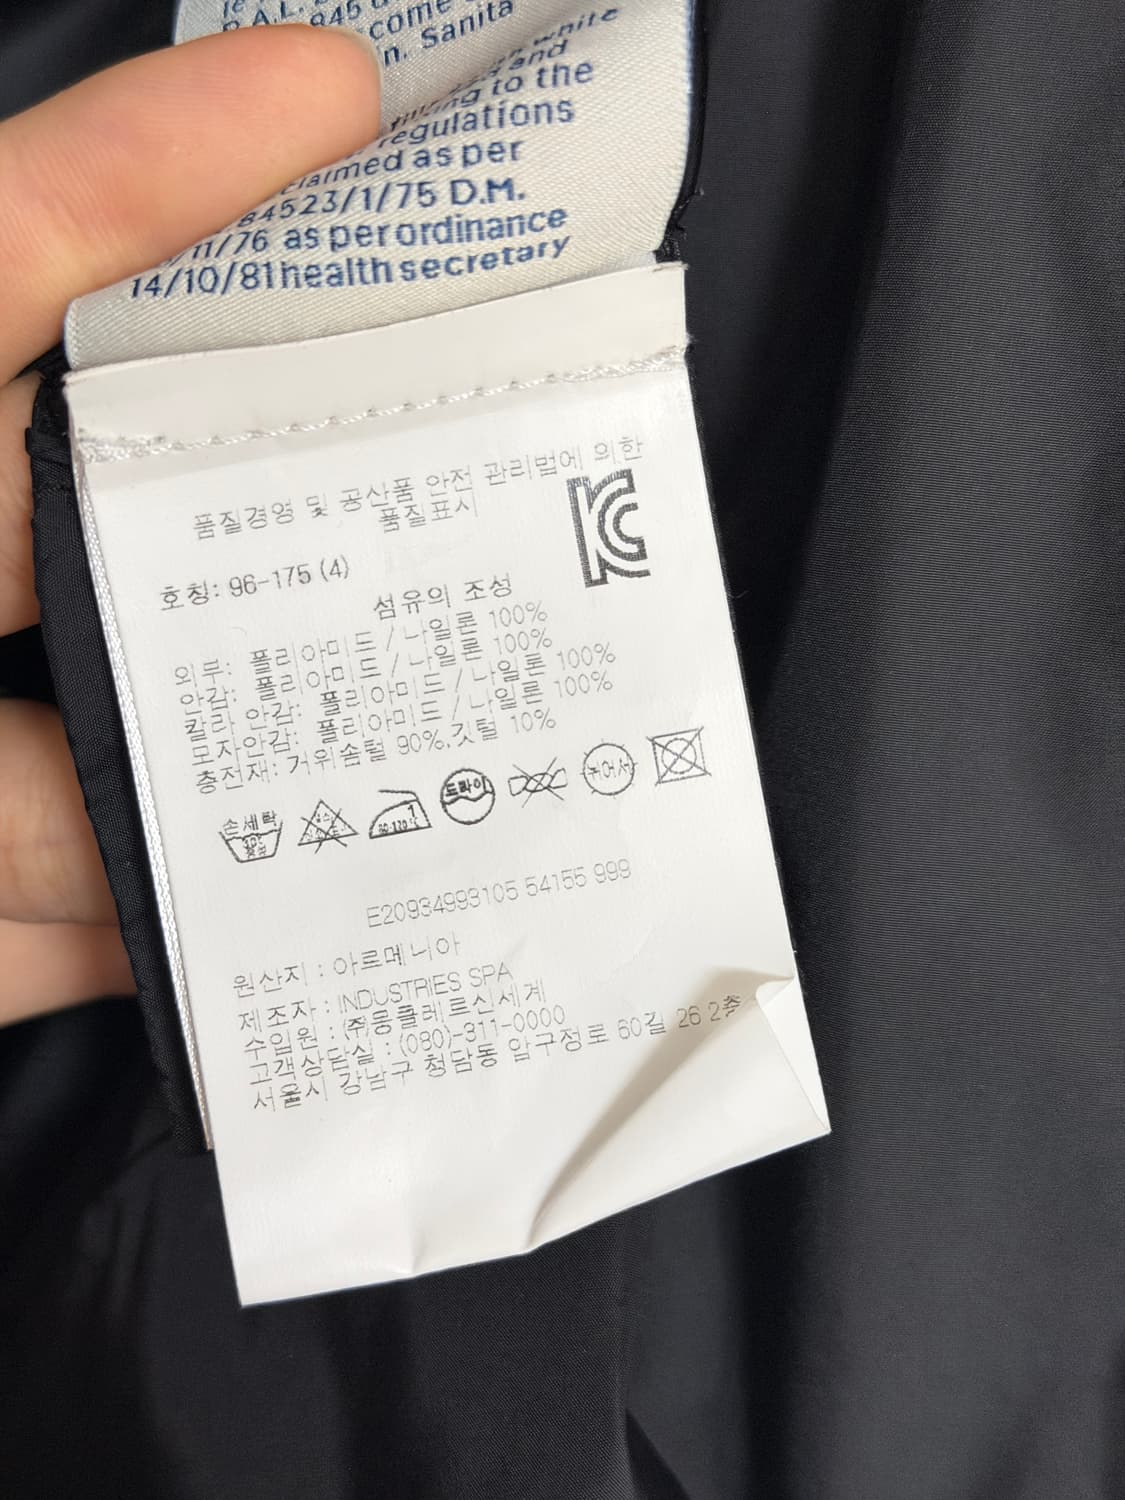 945
come
n. Sanita
white
and
to the
regulations
claimed as per
84523/1/75 D.M.
11/76 as per ordinance
14/10/81 health secretary
품질경영 및 공산품 안전 관리법에 의한
품질표시
KC
호칭: 96-175 (4)
섬유의 조성
외부: 폴리아미드 / 나일론 100%
안감: 폴리아미드 / 나일론 100%
칼라 안감: 폴리아미드 / 나일론 100%
모자안감: 폴리아미드 / 나일론 100%
충전재: 거위솜털 90%, 깃털 10%
손세탁 드라이 뉘어서
1
80-120°C
E20934993105 54155 999
원산지 : 아르메니아
제조자 : INDUSTRIES SPA
수입원 : (주)몽클레르신세계
고객상담실 : (080)-311-0000
서울시 강남구 청담동 압구정로 60길 26 2층